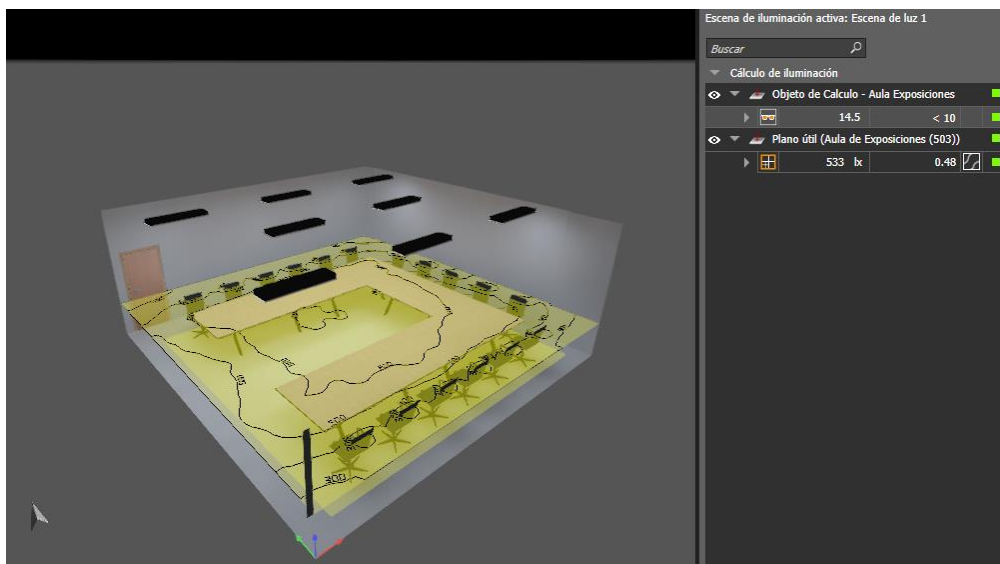 Escena de iluminación activa: Escena de luz 1
Buscar
Cálculo de iluminación
Objeto de Calculo - Aula Exposiciones
14.5 < 10
Plano útil (Aula de Exposiciones (503))
533 lx 0.48
500
300